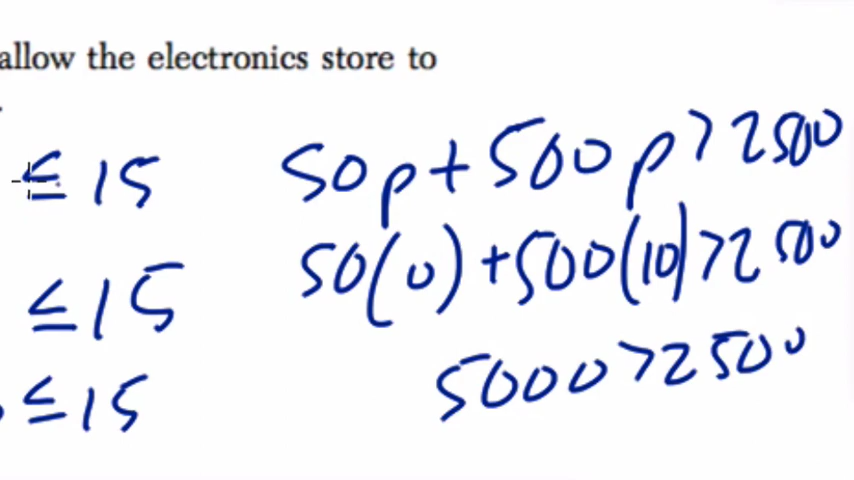 allow the electronics store to
≤ 15
50p + 500p > 2500
≤ 15
50(0) + 500(10) > 2500
≤ 15
5000 > 2500